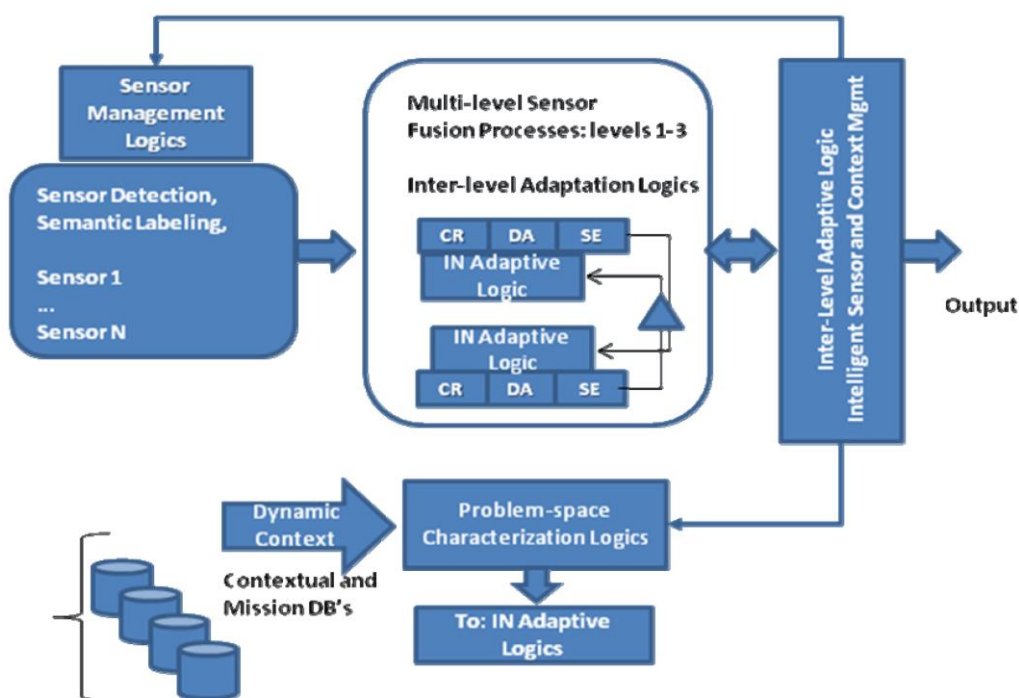 Sensor
Management
Logics
Sensor Detection,
Semantic Labeling,
Sensor 1
...
Sensor N
Multi-level Sensor
Fusion Processes: levels 1-3
Inter-level Adaptation Logics
CR DA SE
IN Adaptive
Logic
IN Adaptive
Logic
CR DA SE
Inter-Level Adaptive Logic
Intelligent Sensor and Context Mgmt
Output
Dynamic
Context
Contextual and
Mission DB's
Problem-space
Characterization Logics
To: IN Adaptive
Logics